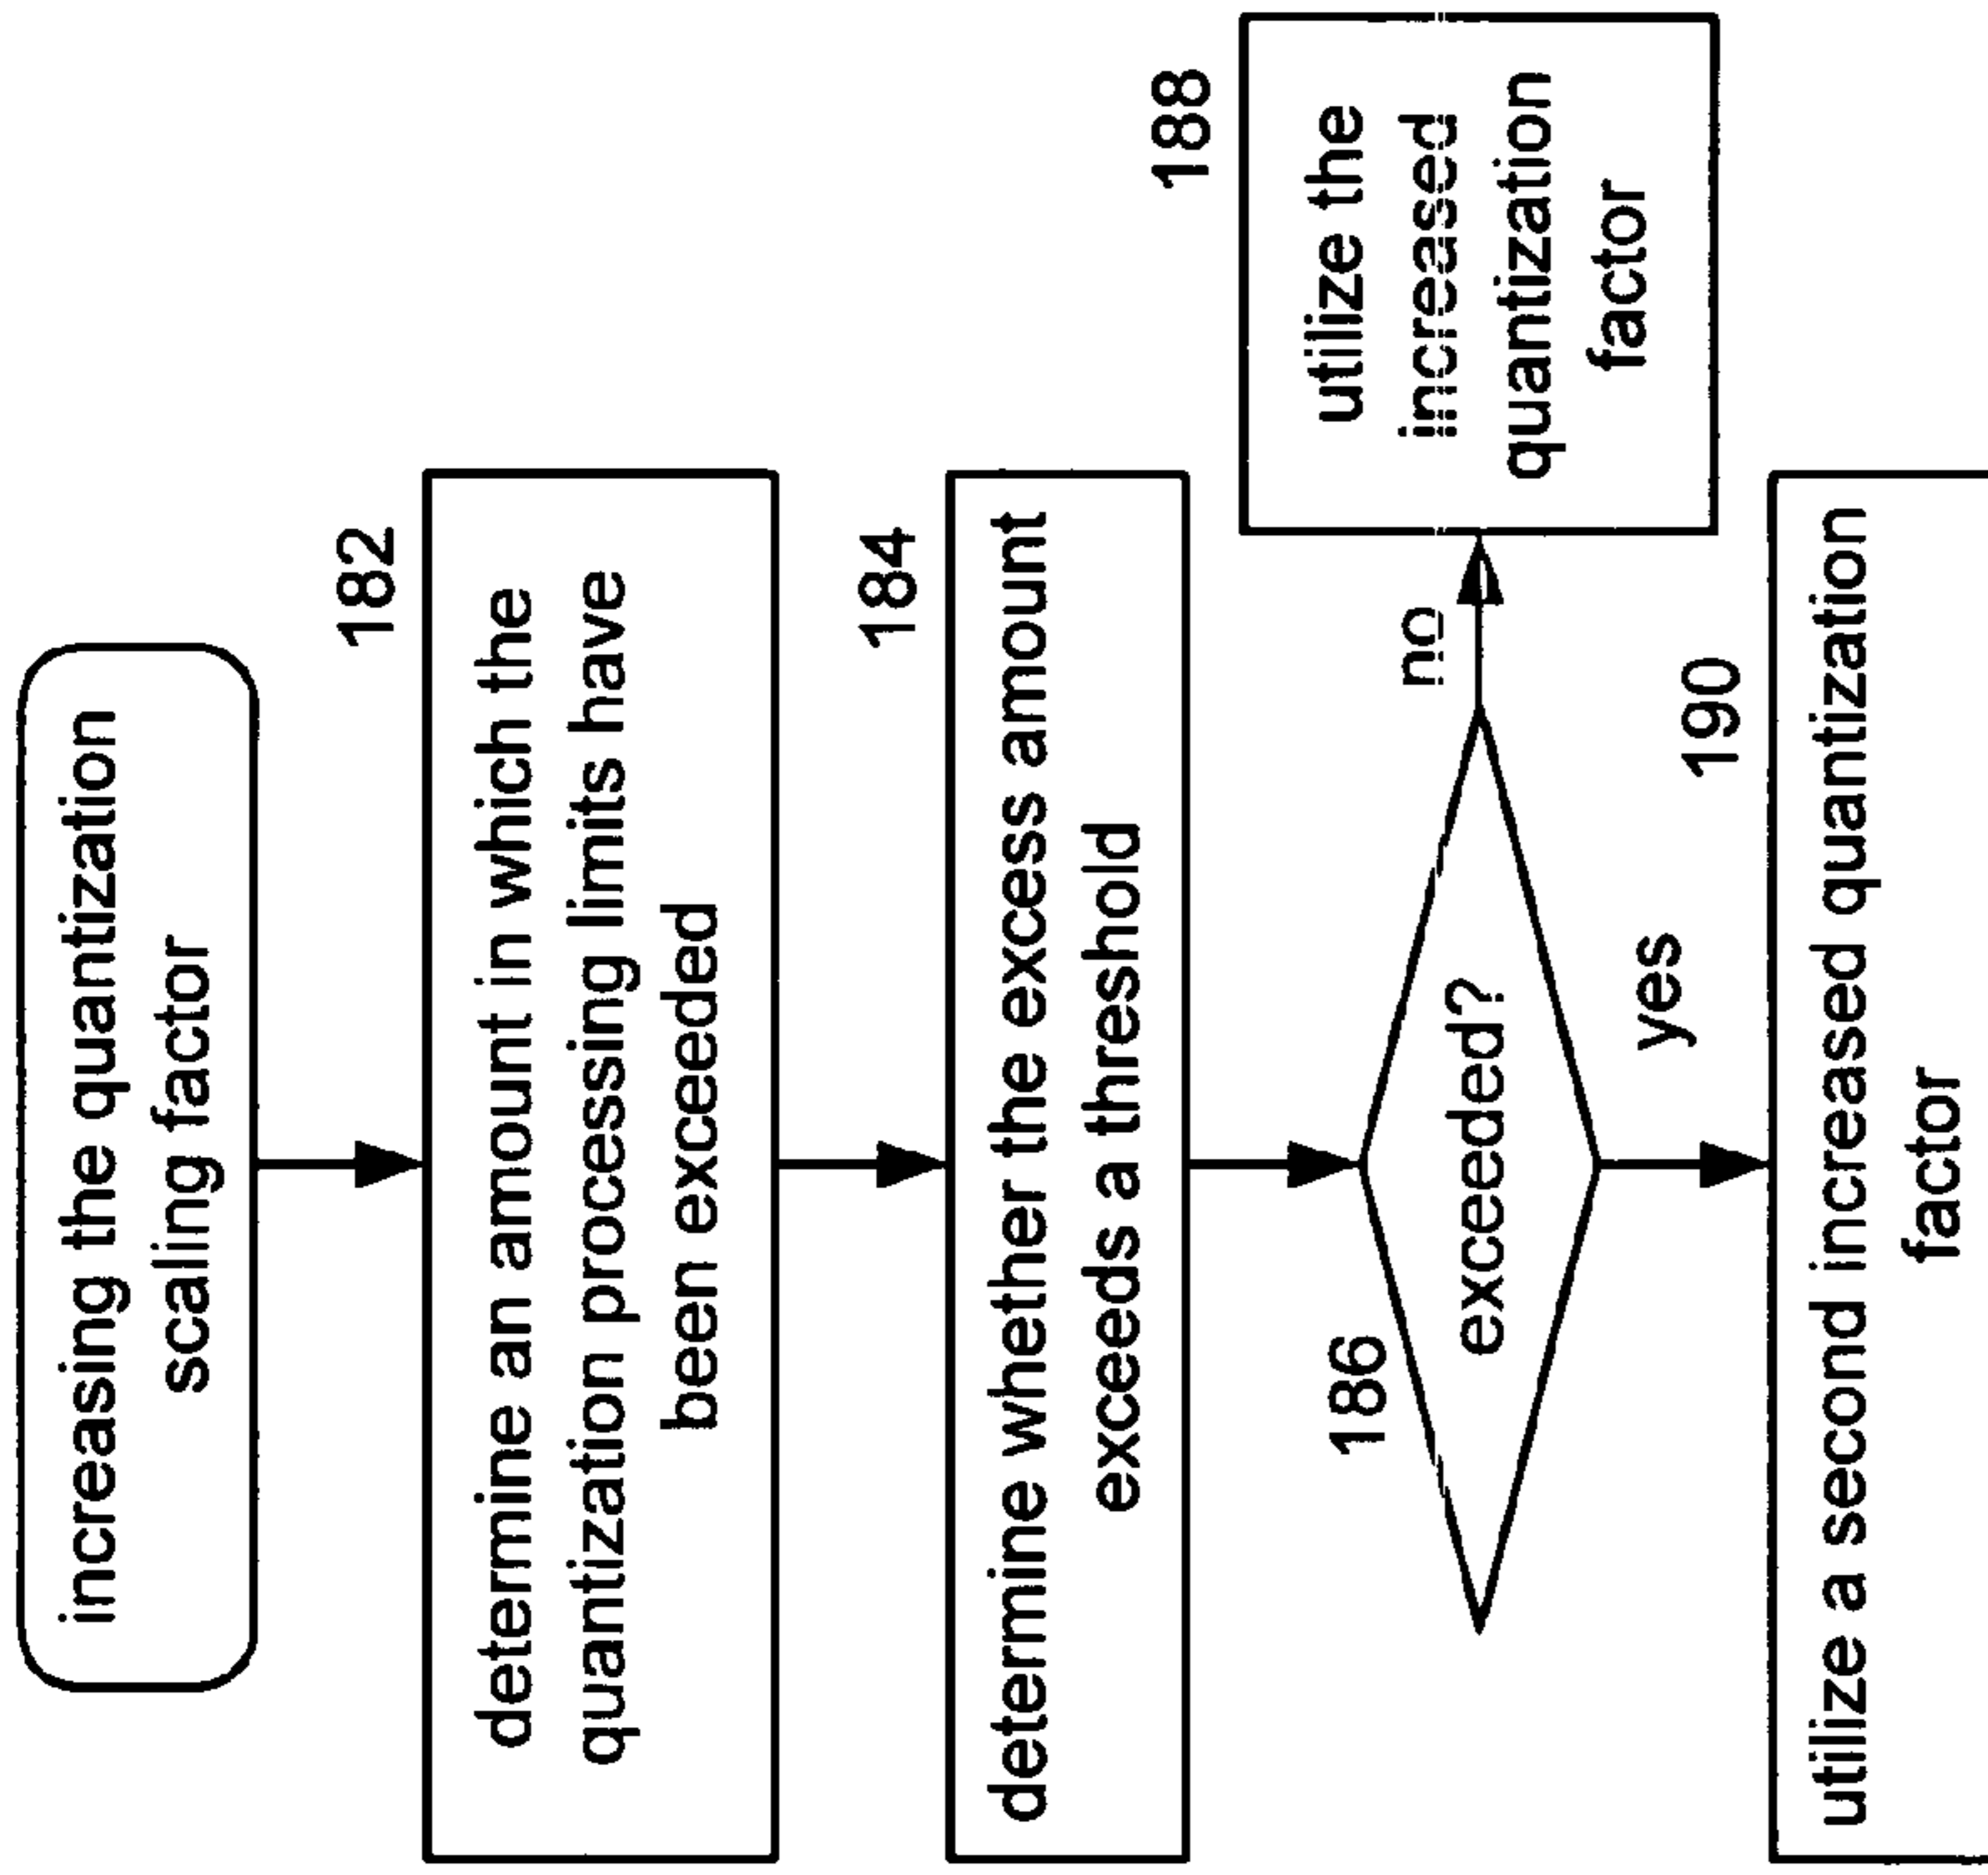 increasing the quantization
scaling factor
182
determine an amount in which the
quantization processing limits have
been exceeded
184
determine whether the excess amount
exceeds a threshold
186
exceeded?
no
188
utilize the
increased
quantization
factor
yes
190
utilize a second increased quantization
factor